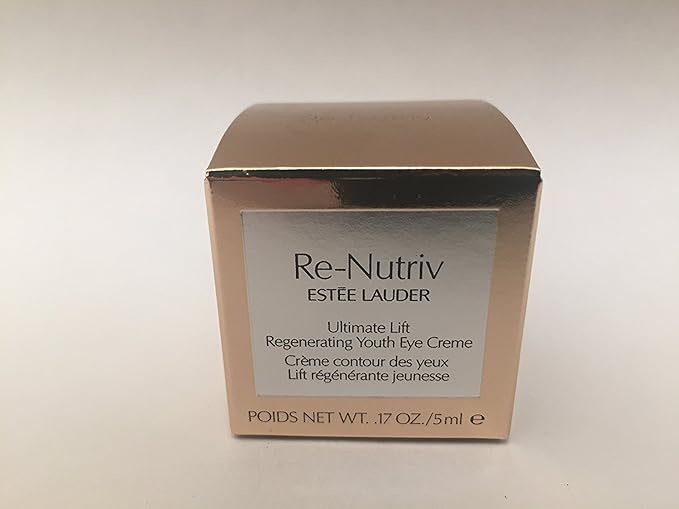 Re-Nutriv
ESTĒE LAUDER
Ultimate Lift
Regenerating Youth Eye Creme
Crème contour des yeux
Lift régénérante jeunesse
POIDS NET WT. .17 OZ./5ml ℮